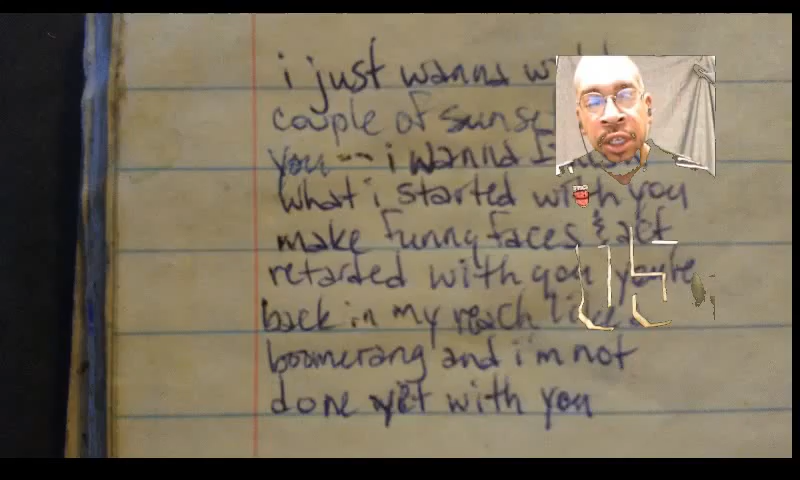 i just wanna
couple of
you -- i wanna
what i started with you
make funny faces & act
retarded with you you're
back in my reach like a
boomerang and i'm not
done yet with you